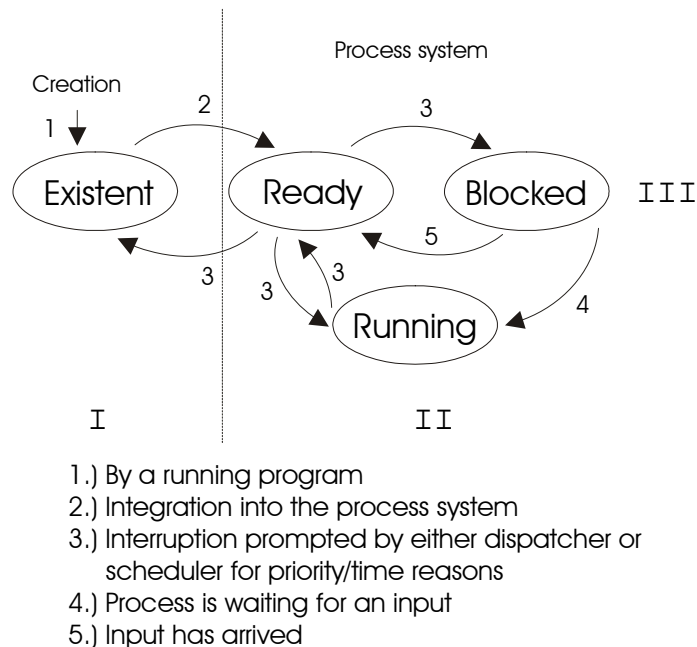 Process system
Creation
1
2
3
Existent
Ready
Blocked
III
3
5
3
3
4
Running
I
II
1.) By a running program
2.) Integration into the process system
3.) Interruption prompted by either dispatcher or
scheduler for priority/time reasons
4.) Process is waiting for an input
5.) Input has arrived